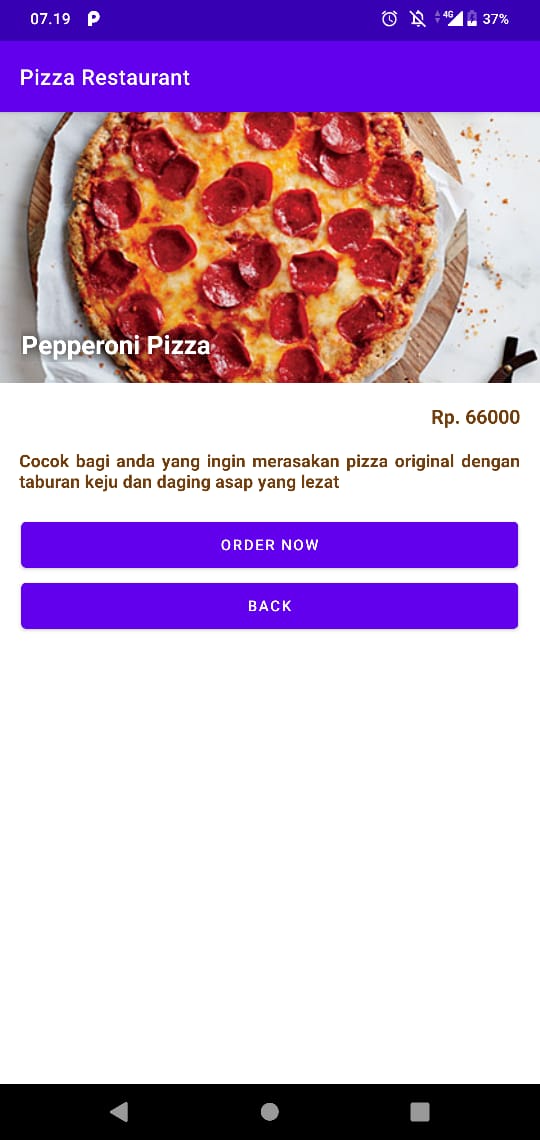 07.19
4G
37%
Pizza Restaurant
Pepperoni Pizza
Rp. 66000
Cocok bagi anda yang ingin merasakan pizza original dengan
taburan keju dan daging asap yang lezat
ORDER NOW
BACK